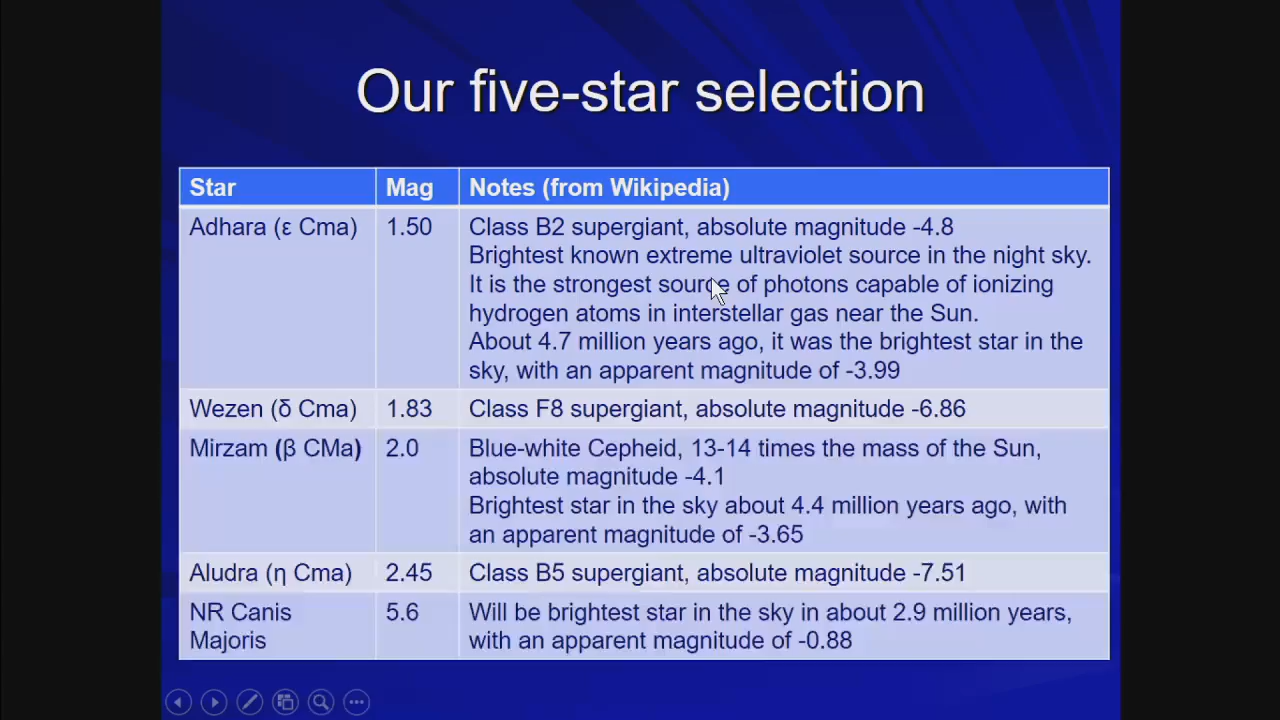 Our five-star selection
Star Mag Notes (from Wikipedia)
Adhara (ε Cma) 1.50 Class B2 supergiant, absolute magnitude -4.8
Brightest known extreme ultraviolet source in the night sky.
It is the strongest source of photons capable of ionizing
hydrogen atoms in interstellar gas near the Sun.
About 4.7 million years ago, it was the brightest star in the
sky, with an apparent magnitude of -3.99
Wezen (δ Cma) 1.83 Class F8 supergiant, absolute magnitude -6.86
Mirzam (β CMa) 2.0 Blue-white Cepheid, 13-14 times the mass of the Sun,
absolute magnitude -4.1
Brightest star in the sky about 4.4 million years ago, with
an apparent magnitude of -3.65
Aludra (η Cma) 2.45 Class B5 supergiant, absolute magnitude -7.51
NR Canis 5.6 Will be brightest star in the sky in about 2.9 million years,
Majoris with an apparent magnitude of -0.88